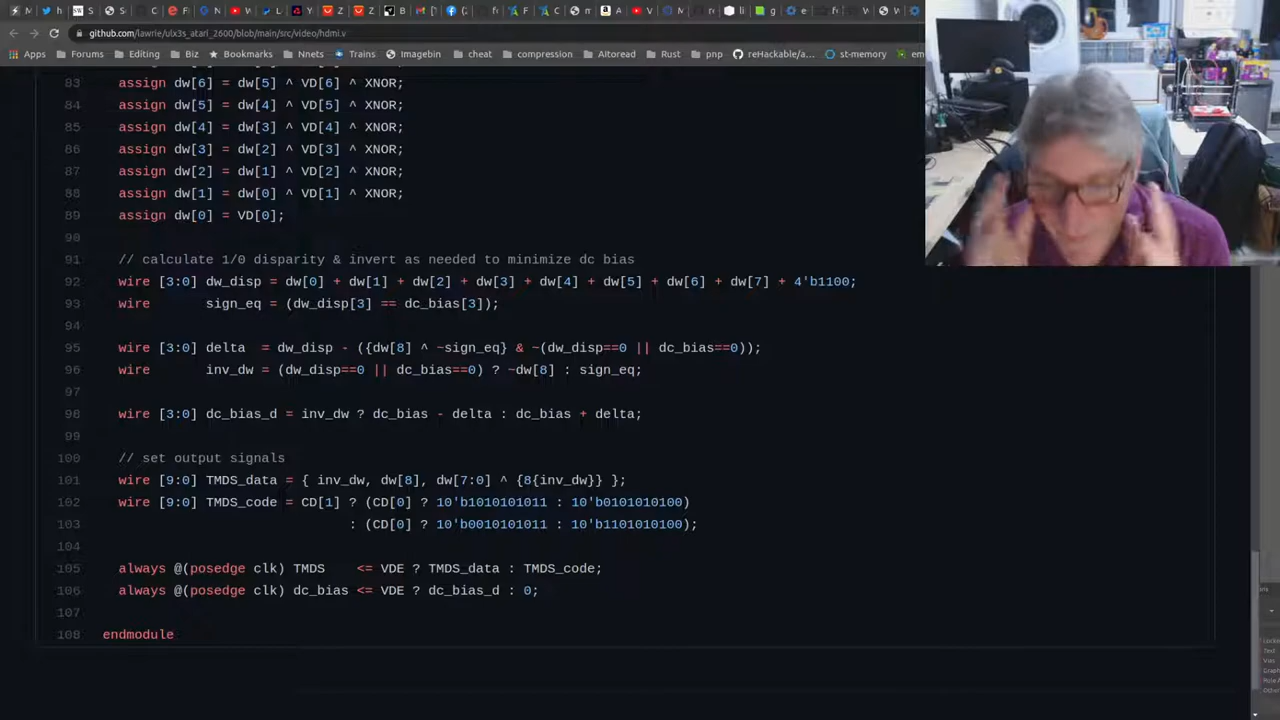 github.com/lawrie/ulx3s_atari_2600/blob/main/src/video/hdmi.v
Apps Forums Editing Biz Bookmarks Nnets Trains Imagebin cheat compression Altoread Rust pnp reHackable/a... st-memory
83 assign dw[6] = dw[5] ^ VD[6] ^ XNOR;
84 assign dw[5] = dw[4] ^ VD[5] ^ XNOR;
85 assign dw[4] = dw[3] ^ VD[4] ^ XNOR;
86 assign dw[3] = dw[2] ^ VD[3] ^ XNOR;
87 assign dw[2] = dw[1] ^ VD[2] ^ XNOR;
88 assign dw[1] = dw[0] ^ VD[1] ^ XNOR;
89 assign dw[0] = VD[0];
90
91 // calculate 1/0 disparity & invert as needed to minimize dc bias
92 wire [3:0] dw_disp = dw[0] + dw[1] + dw[2] + dw[3] + dw[4] + dw[5] + dw[6] + dw[7] + 4'b1100;
93 wire sign_eq = (dw_disp[3] == dc_bias[3]);
94
95 wire [3:0] delta = dw_disp - ({dw[8] ^ ~sign_eq} & ~(dw_disp==0 || dc_bias==0));
96 wire inv_dw = (dw_disp==0 || dc_bias==0) ? ~dw[8] : sign_eq;
97
98 wire [3:0] dc_bias_d = inv_dw ? dc_bias - delta : dc_bias + delta;
99
100 // set output signals
101 wire [9:0] TMDS_data = { inv_dw, dw[8], dw[7:0] ^ {8{inv_dw}} };
102 wire [9:0] TMDS_code = CD[1] ? (CD[0] ? 10'b1010101011 : 10'b0101010100)
103 : (CD[0] ? 10'b0010101011 : 10'b1101010100);
104
105 always @(posedge clk) TMDS <= VDE ? TMDS_data : TMDS_code;
106 always @(posedge clk) dc_bias <= VDE ? dc_bias_d : 0;
107
108 endmodule